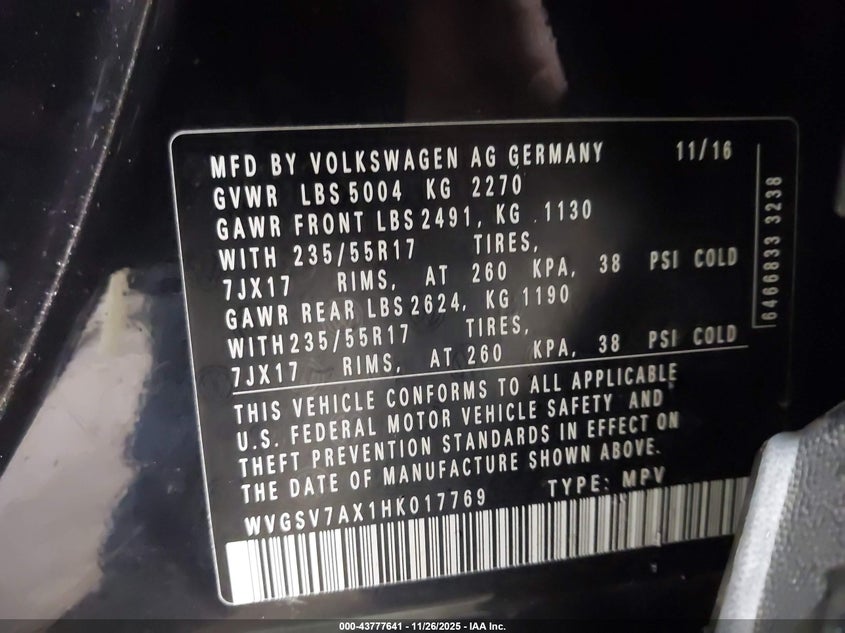 MFD BY VOLKSWAGEN AG GERMANY 11/16
GVWR LBS 5004 KG 2270
GAWR FRONT LBS 2491, KG 1130
WITH 235/55R17 TIRES,
7JX17 RIMS, AT 260 KPA, 38 PSI COLD
GAWR REAR LBS 2624, KG 1190
WITH 235/55R17 TIRES,
7JX17 RIMS, AT 260 KPA, 38 PSI COLD
THIS VEHICLE CONFORMS TO ALL APPLICABLE
U.S. FEDERAL MOTOR VEHICLE SAFETY AND
THEFT PREVENTION STANDARDS IN EFFECT ON
THE DATE OF MANUFACTURE SHOWN ABOVE.
WVGSV7AX1HK017769 TYPE: MPV
6466833 3238
000-43777641 - 11/26/2025 - IAA Inc.